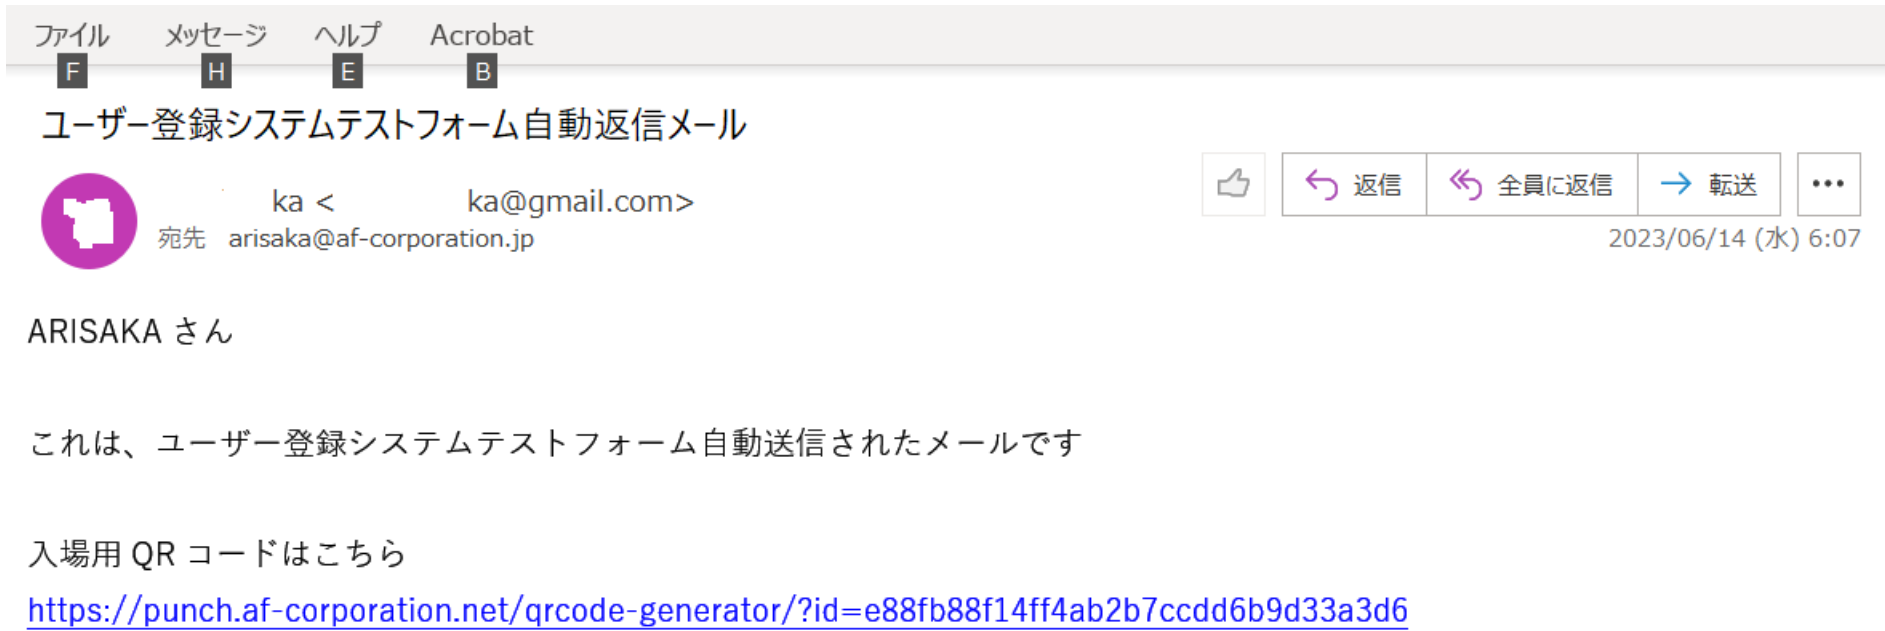 ファイル メッセージ ヘルプ Acrobat
F H E B
ユーザー登録システムテストフォーム自動返信メール
ka < ka@gmail.com>
返信 全員に返信 転送 •••
宛先 arisaka@af-corporation.jp
2023/06/14 (水) 6:07
ARISAKA さん
これは、ユーザー登録システムテストフォーム自動送信されたメールです
入場用 QR コードはこちら
https://punch.af-corporation.net/qrcode-generator/?id=e88fb88f14ff4ab2b7ccdd6b9d33a3d6